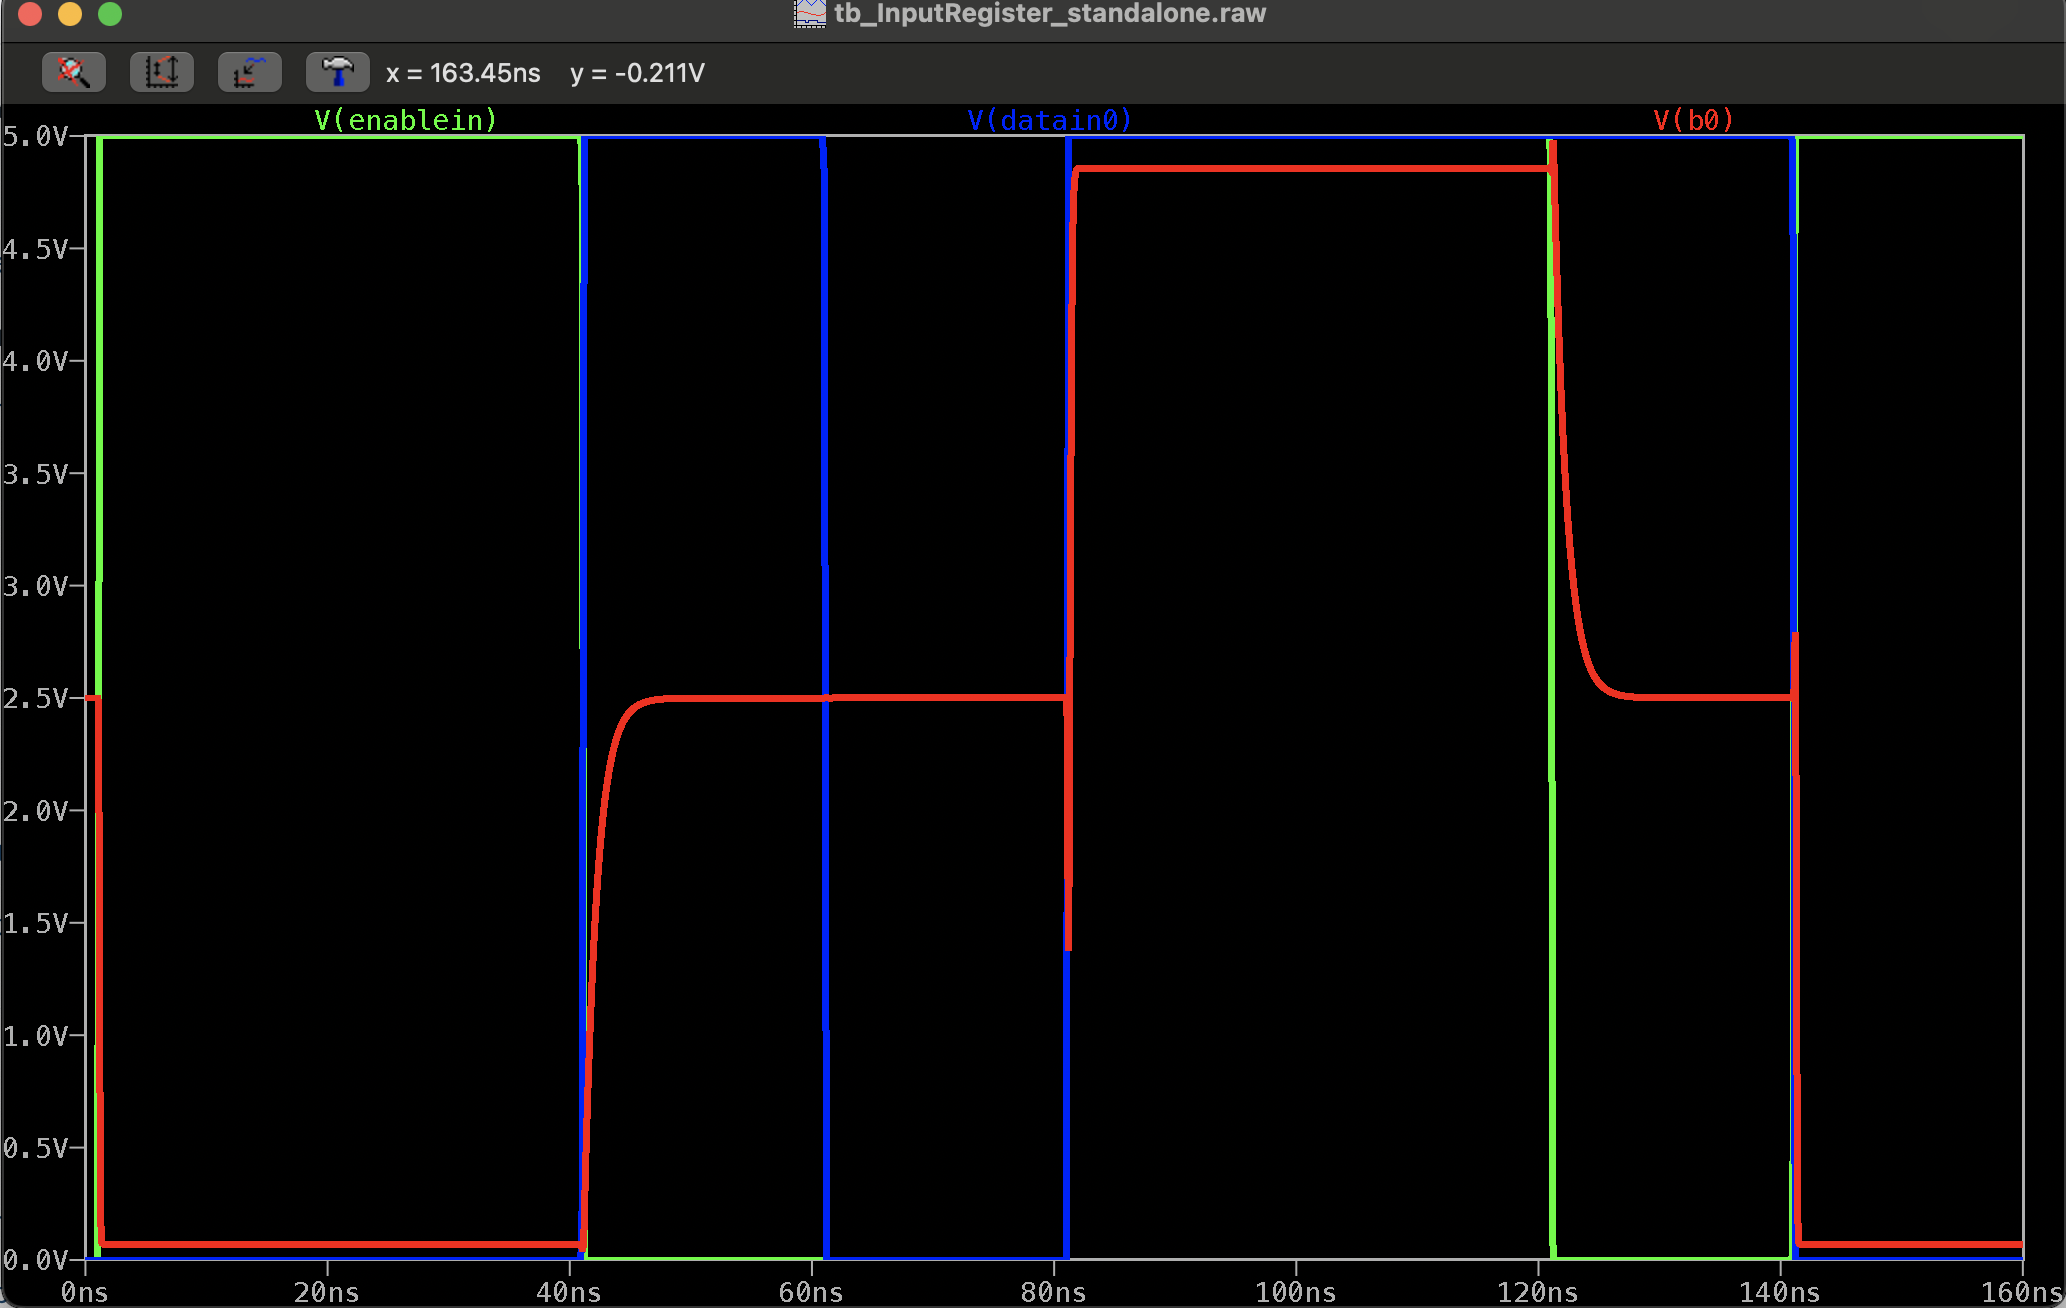 tb_InputRegister_standalone.raw
x = 163.45ns y = -0.211V
V(enablein) V(datain0) V(b0)
5.0V
4.5V
4.0V
3.5V
3.0V
2.5V
2.0V
1.5V
1.0V
0.5V
0.0V
0ns 20ns 40ns 60ns 80ns 100ns 120ns 140ns 160ns